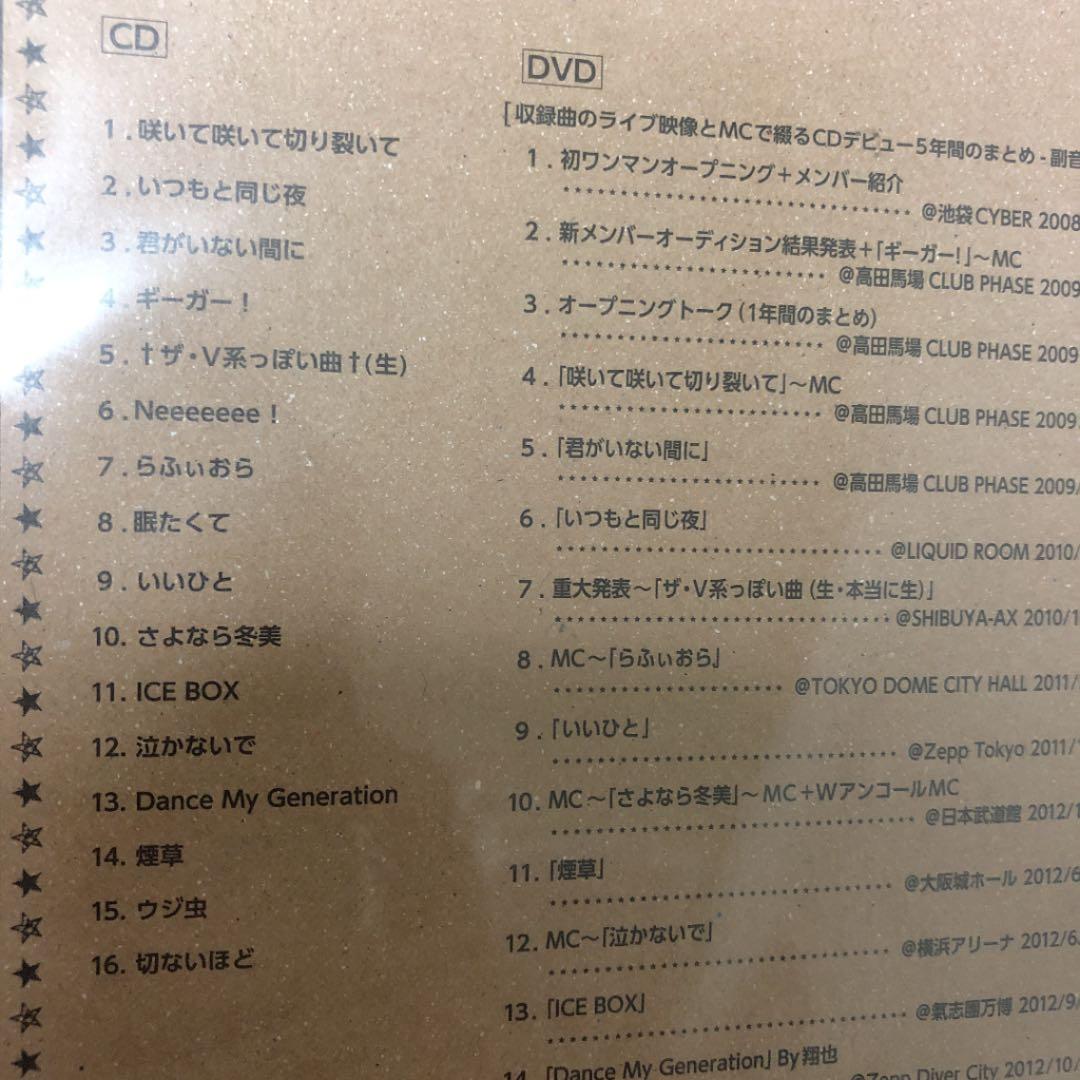 CD
1.咲いて咲いて切り裂いて
2.いつもと同じ夜
3.君がいない間に
4.ギーガー！
5.†ザ・V系っぽい曲†(生)
6.Neeeeeee！
7.らふぃおら
8.眠たくて
9.いいひと
10.さよなら冬美
11.ICE BOX
12.泣かないで
13.Dance My Generation
14.煙草
15.ウジ虫
16.切ないほど
DVD
[収録曲のライブ映像とMCで綴るCDデビュー5年間のまとめ-副音
1.初ワンマンオープニング＋メンバー紹介
@池袋CYBER 2008
2.新メンバーオーディション結果発表＋「ギーガー!」〜MC
@高田馬場 CLUB PHASE 2009
3.オープニングトーク(1年間のまとめ)
@高田馬場 CLUB PHASE 2009
4.「咲いて咲いて切り裂いて」〜MC
@高田馬場 CLUB PHASE 2009
5.「君がいない間に」
@高田馬場 CLUB PHASE 2009/
6.「いつもと同じ夜」
@LIQUID ROOM 2010/
7.重大発表〜「ザ・V系っぽい曲(生・本当に生)」
@SHIBUYA-AX 2010/1
8.MC〜「らふぃおら」
@TOKYO DOME CITY HALL 2011/
9.「いいひと」
@Zepp Tokyo 2011/
10.MC〜「さよなら冬美」〜MC＋WアンコールMC
@日本武道館 2012/1
11.「煙草」
@大阪城ホール 2012/6
12.MC〜「泣かないで」
@横浜アリーナ 2012/6
13.「ICE BOX」
@氣志團万博 2012/9/
14.「Dance My Generation」By翔也
@Zepp Diver City 2012/10/